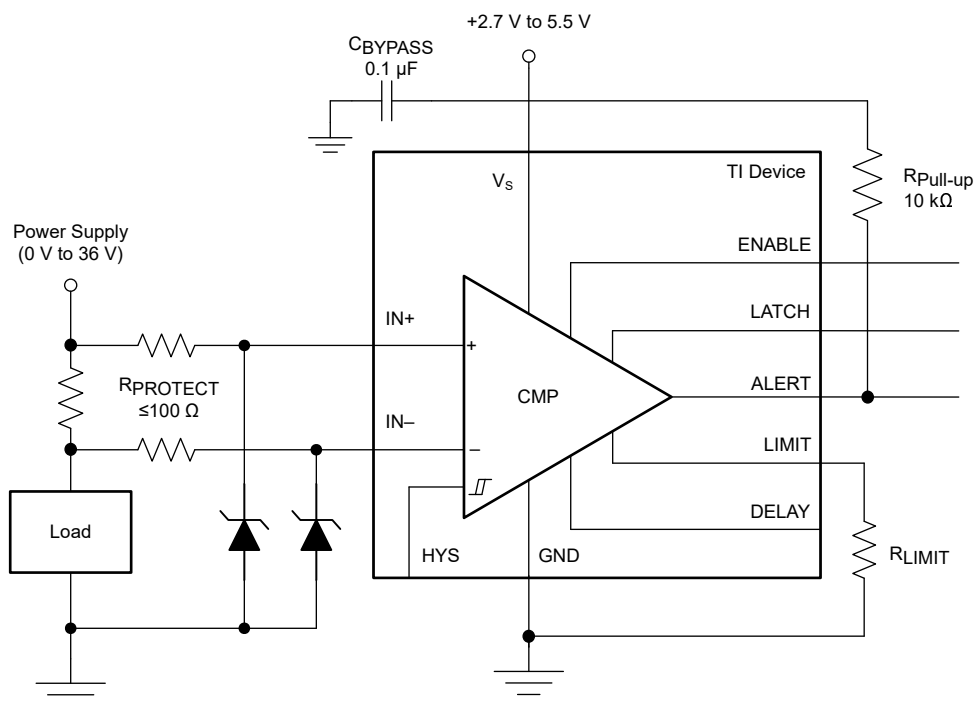 +2.7 V to 5.5 V
CBYPASS
0.1 µF
TI Device
VS
RPull-up
10 kΩ
Power Supply
(0 V to 36 V)
ENABLE
IN+
LATCH
+
RPROTECT
≤100 Ω
CMP
ALERT
IN–
–
LIMIT
Load
DELAY
HYS
GND
RLIMIT